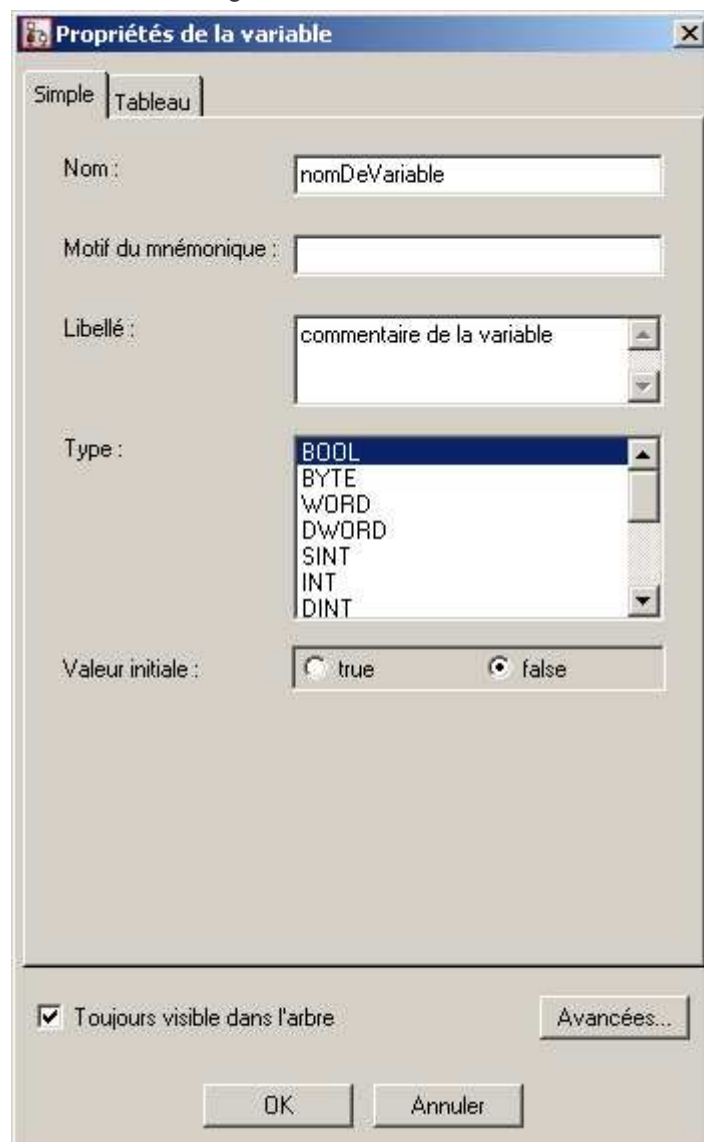 Propriétés de la variable
Simple
Tableau
Nom :
nomDeVariable
Motif du mnémonique :
Libellé :
commentaire de la variable
Type :
BOOL
BYTE
WORD
DWORD
SINT
INT
DINT
Valeur initiale :
true
false
Toujours visible dans l'arbre
Avancées...
OK
Annuler